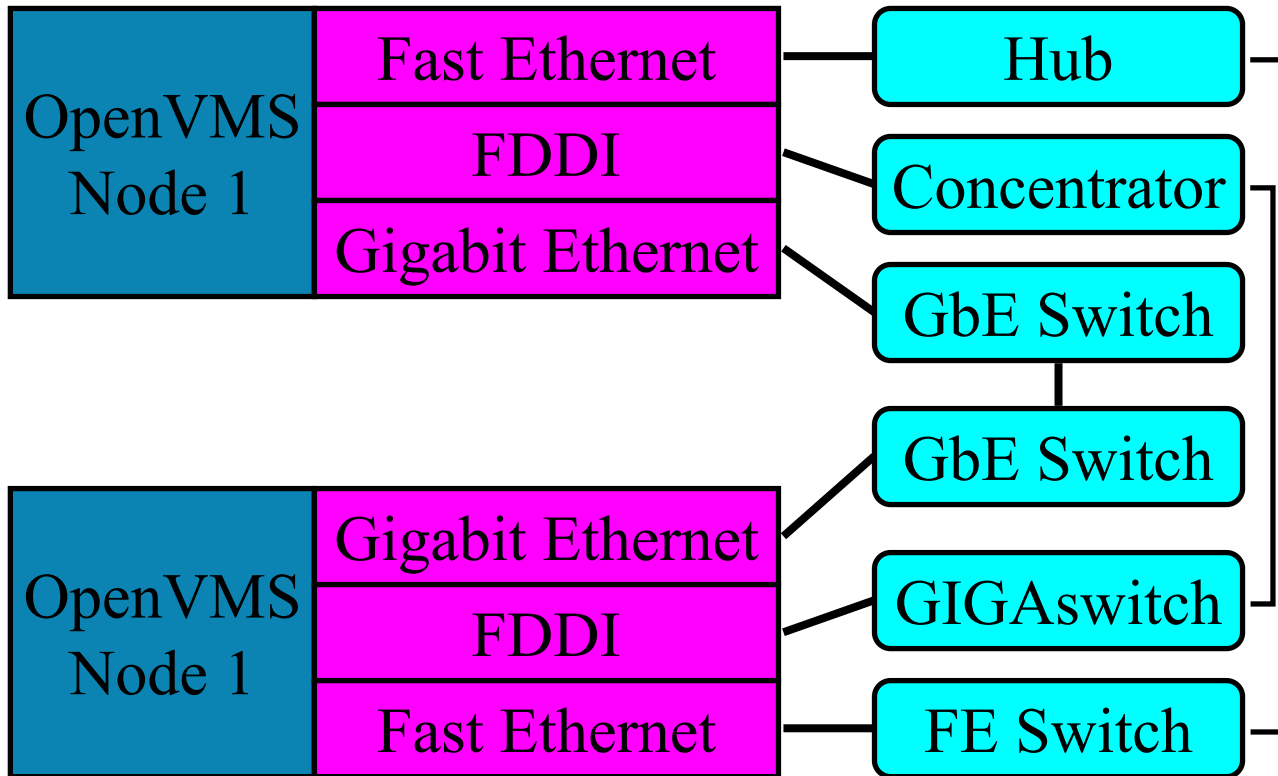 OpenVMS
Node 1
Fast Ethernet
FDDI
Gigabit Ethernet
Hub
Concentrator
GbE Switch
GbE Switch
OpenVMS
Node 1
Gigabit Ethernet
FDDI
Fast Ethernet
GIGAswitch
FE Switch